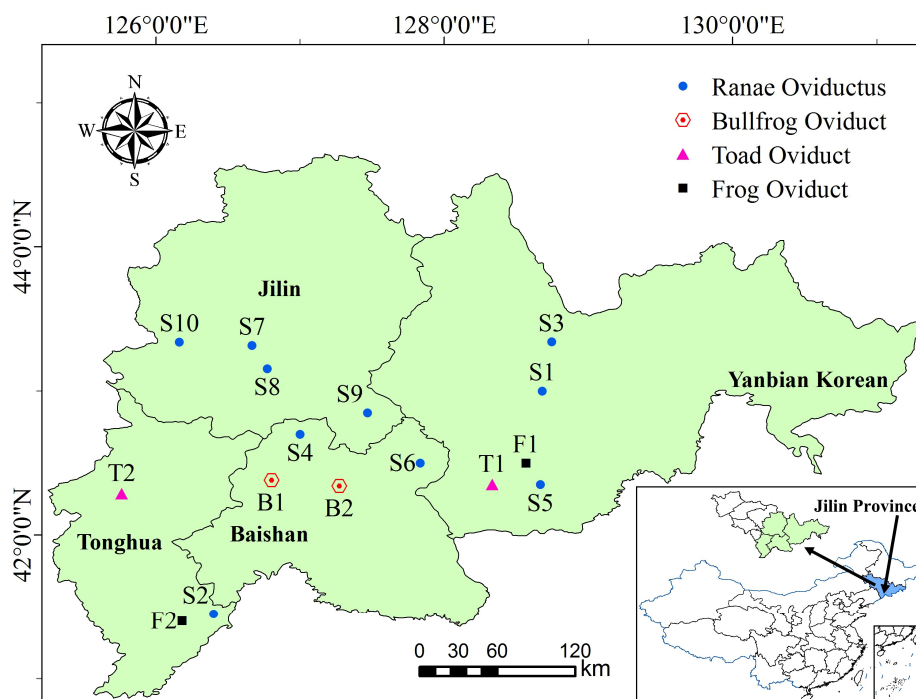 126°0'0"E
128°0'0"E
130°0'0"E
N
W
E
S
Ranae Oviductus
Bullfrog Oviduct
Toad Oviduct
Frog Oviduct
44°0'0"N
42°0'0"N
Jilin
S10
S7
S3
S8
S1
S9
Yanbian Korean
S4
S6
F1
T2
T1
B1
B2
S5
Tonghua
Baishan
S2
F2
0 30 60 120
km
Jilin Province